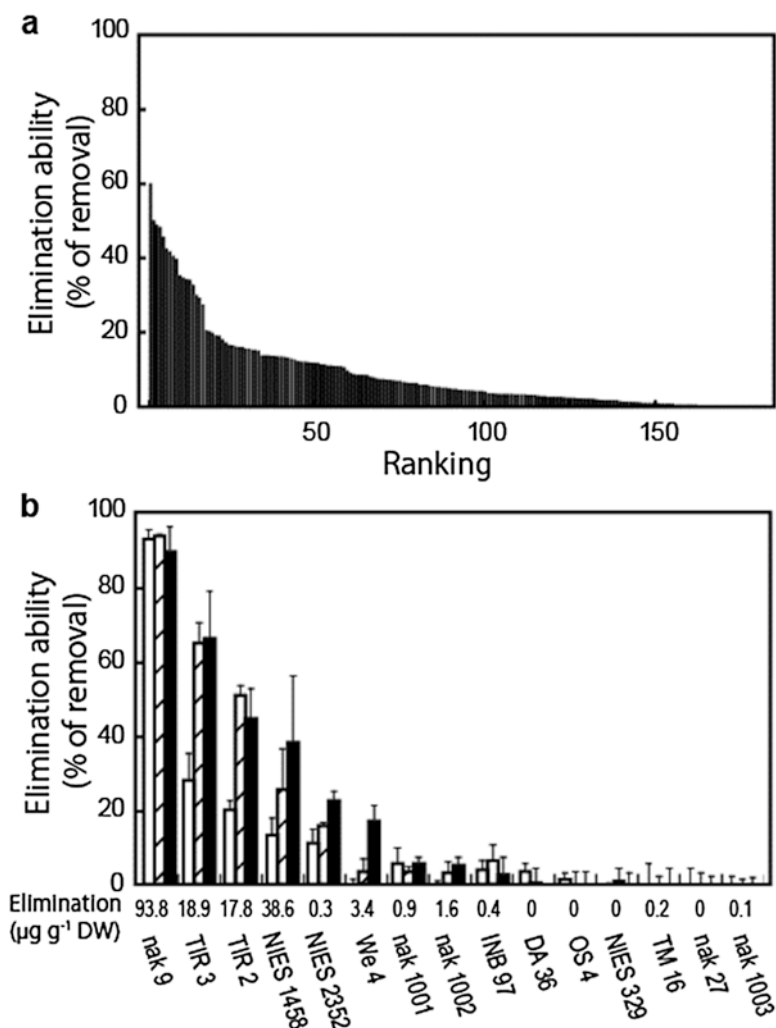 a
100
80
60
40
20
0
Elimination ability
(% of removal)
50 100 150
Ranking
b
100
80
60
40
20
0
Elimination ability
(% of removal)
Elimination 93.8 18.9 17.8 38.6 0.3 3.4 0.9 1.6 0.4 0 0 0 0.2 0 0.1
(µg g⁻¹ DW)
nak 9 TIR 3 TIR 2 NIES 1458 NIES 2352 We 4 nak 1001 nak 1002 INB 97 DA 36 OS 4 NIES 329 TM 16 nak 27 nak 1003